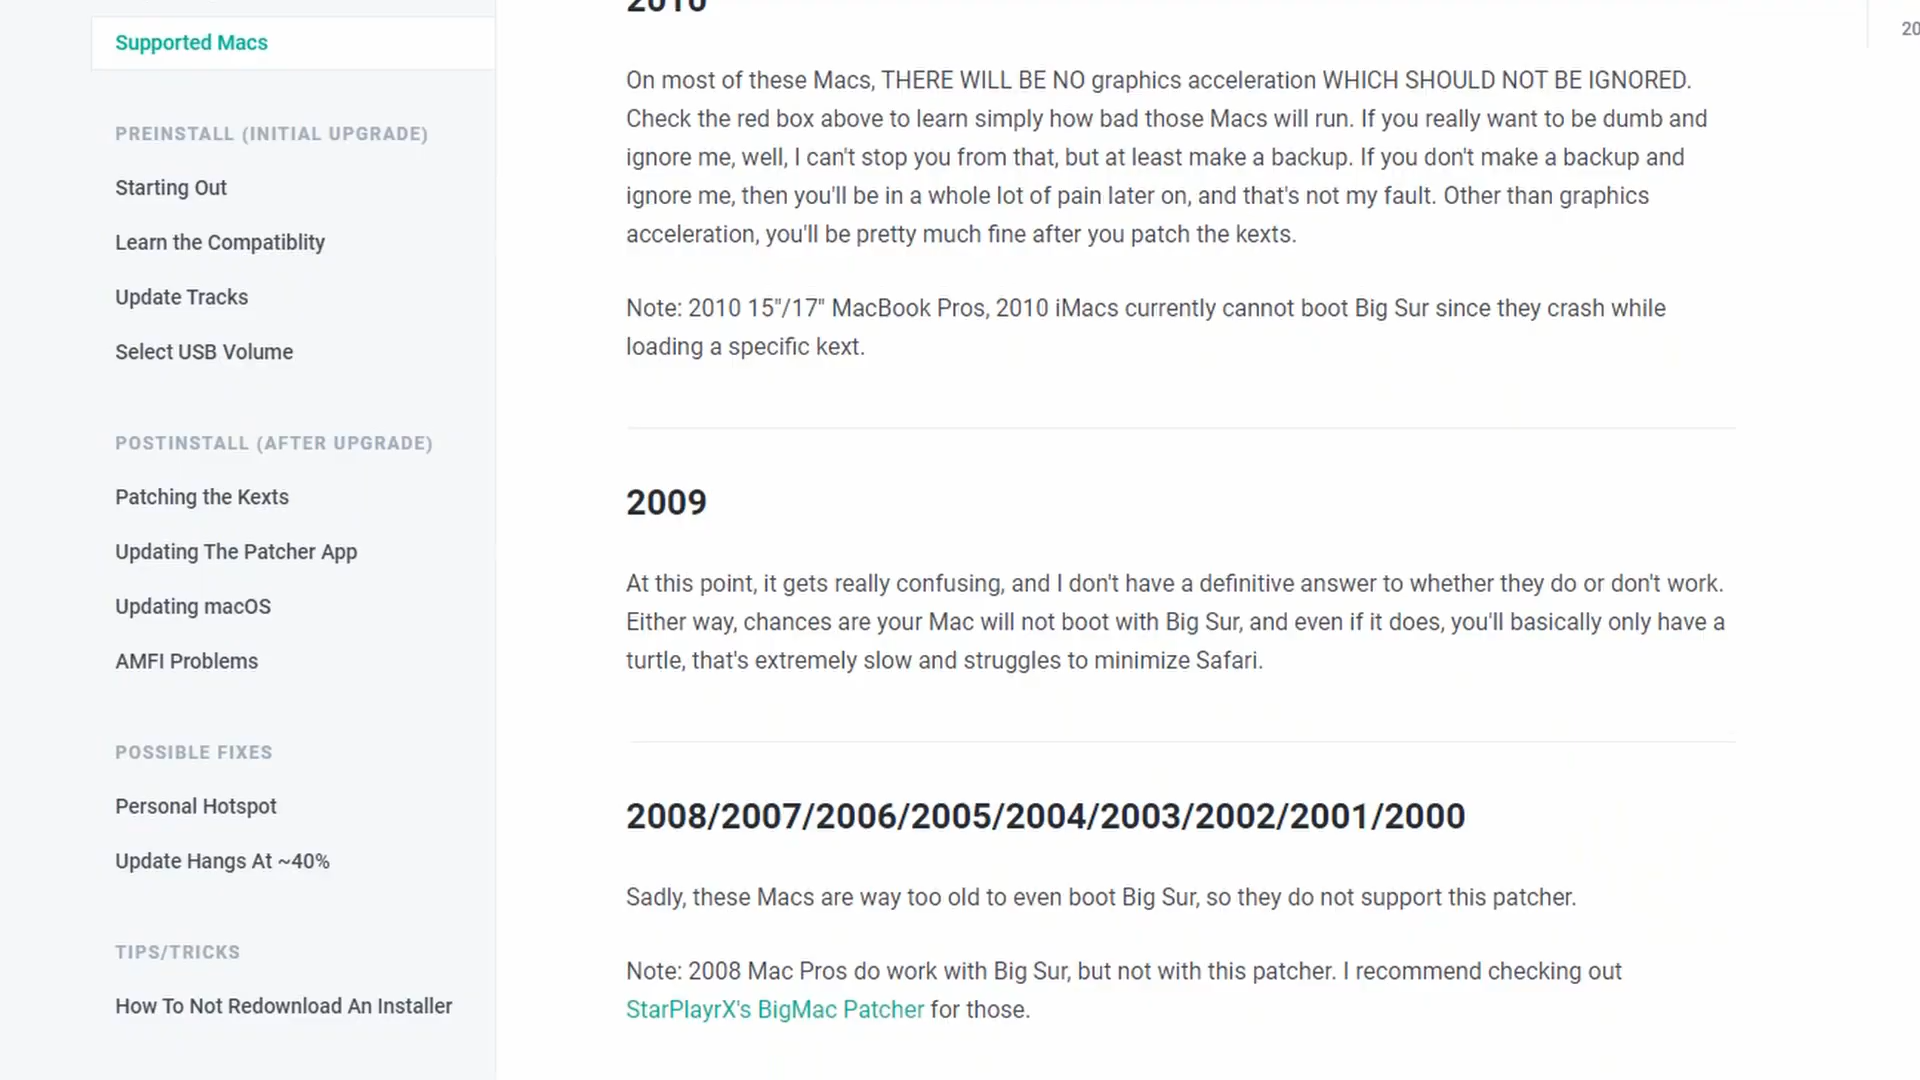 Supported Macs
PREINSTALL (INITIAL UPGRADE)
Starting Out
Learn the Compatiblity
Update Tracks
Select USB Volume
POSTINSTALL (AFTER UPGRADE)
Patching the Kexts
Updating The Patcher App
Updating macOS
AMFI Problems
POSSIBLE FIXES
Personal Hotspot
Update Hangs At ~40%
TIPS/TRICKS
How To Not Redownload An Installer
2010
On most of these Macs, THERE WILL BE NO graphics acceleration WHICH SHOULD NOT BE IGNORED.
Check the red box above to learn simply how bad those Macs will run. If you really want to be dumb and
ignore me, well, I can't stop you from that, but at least make a backup. If you don't make a backup and
ignore me, then you'll be in a whole lot of pain later on, and that's not my fault. Other than graphics
acceleration, you'll be pretty much fine after you patch the kexts.
Note: 2010 15"/17" MacBook Pros, 2010 iMacs currently cannot boot Big Sur since they crash while
loading a specific kext.
2009
At this point, it gets really confusing, and I don't have a definitive answer to whether they do or don't work.
Either way, chances are your Mac will not boot with Big Sur, and even if it does, you'll basically only have a
turtle, that's extremely slow and struggles to minimize Safari.
2008/2007/2006/2005/2004/2003/2002/2001/2000
Sadly, these Macs are way too old to even boot Big Sur, so they do not support this patcher.
Note: 2008 Mac Pros do work with Big Sur, but not with this patcher. I recommend checking out
StarPlayrX's BigMac Patcher for those.
20